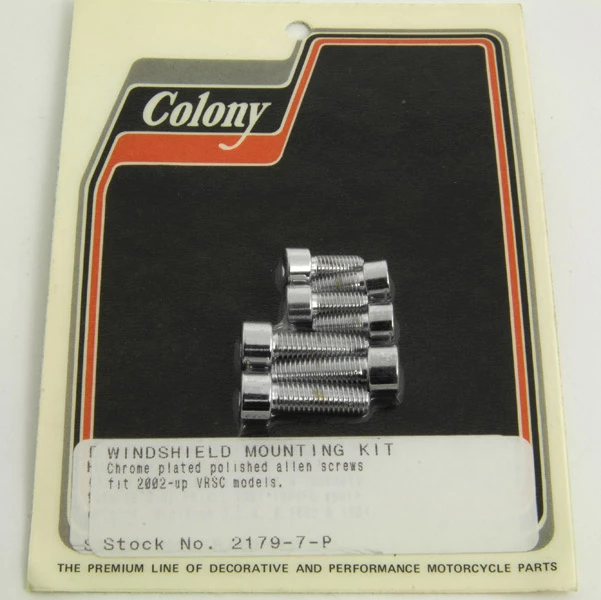 Colony
WINDSHIELD MOUNTING KIT
Chrome plated polished allen screws
fit 2002-up VRSC models.
Stock No. 2179-7-P
THE PREMIUM LINE OF DECORATIVE AND PERFORMANCE MOTORCYCLE PARTS